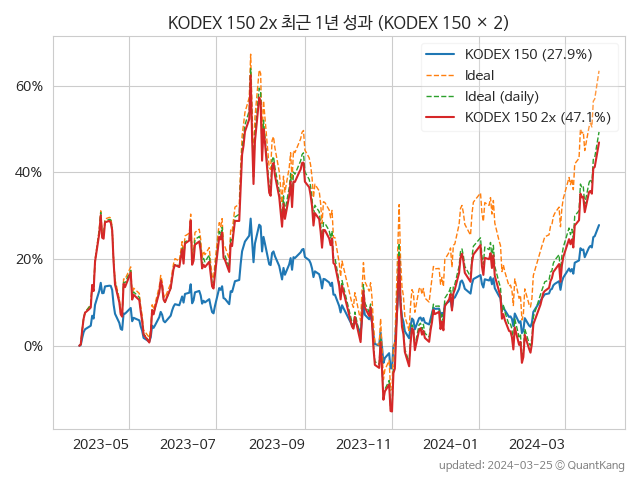 KODEX 150 2x 최근 1년 성과 (KODEX 150 × 2)
KODEX 150 (27.9%)
Ideal
Ideal (daily)
KODEX 150 2x (47.1%)
60%
40%
20%
0%
2023-05 2023-07 2023-09 2023-11 2024-01 2024-03
updated: 2024-03-25 © QuantKang